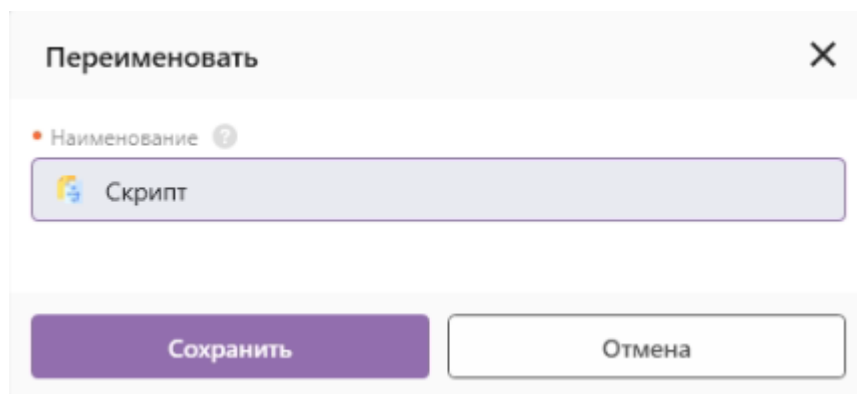 Переименовать
Наименование ?
Скрипт
Сохранить
Отмена